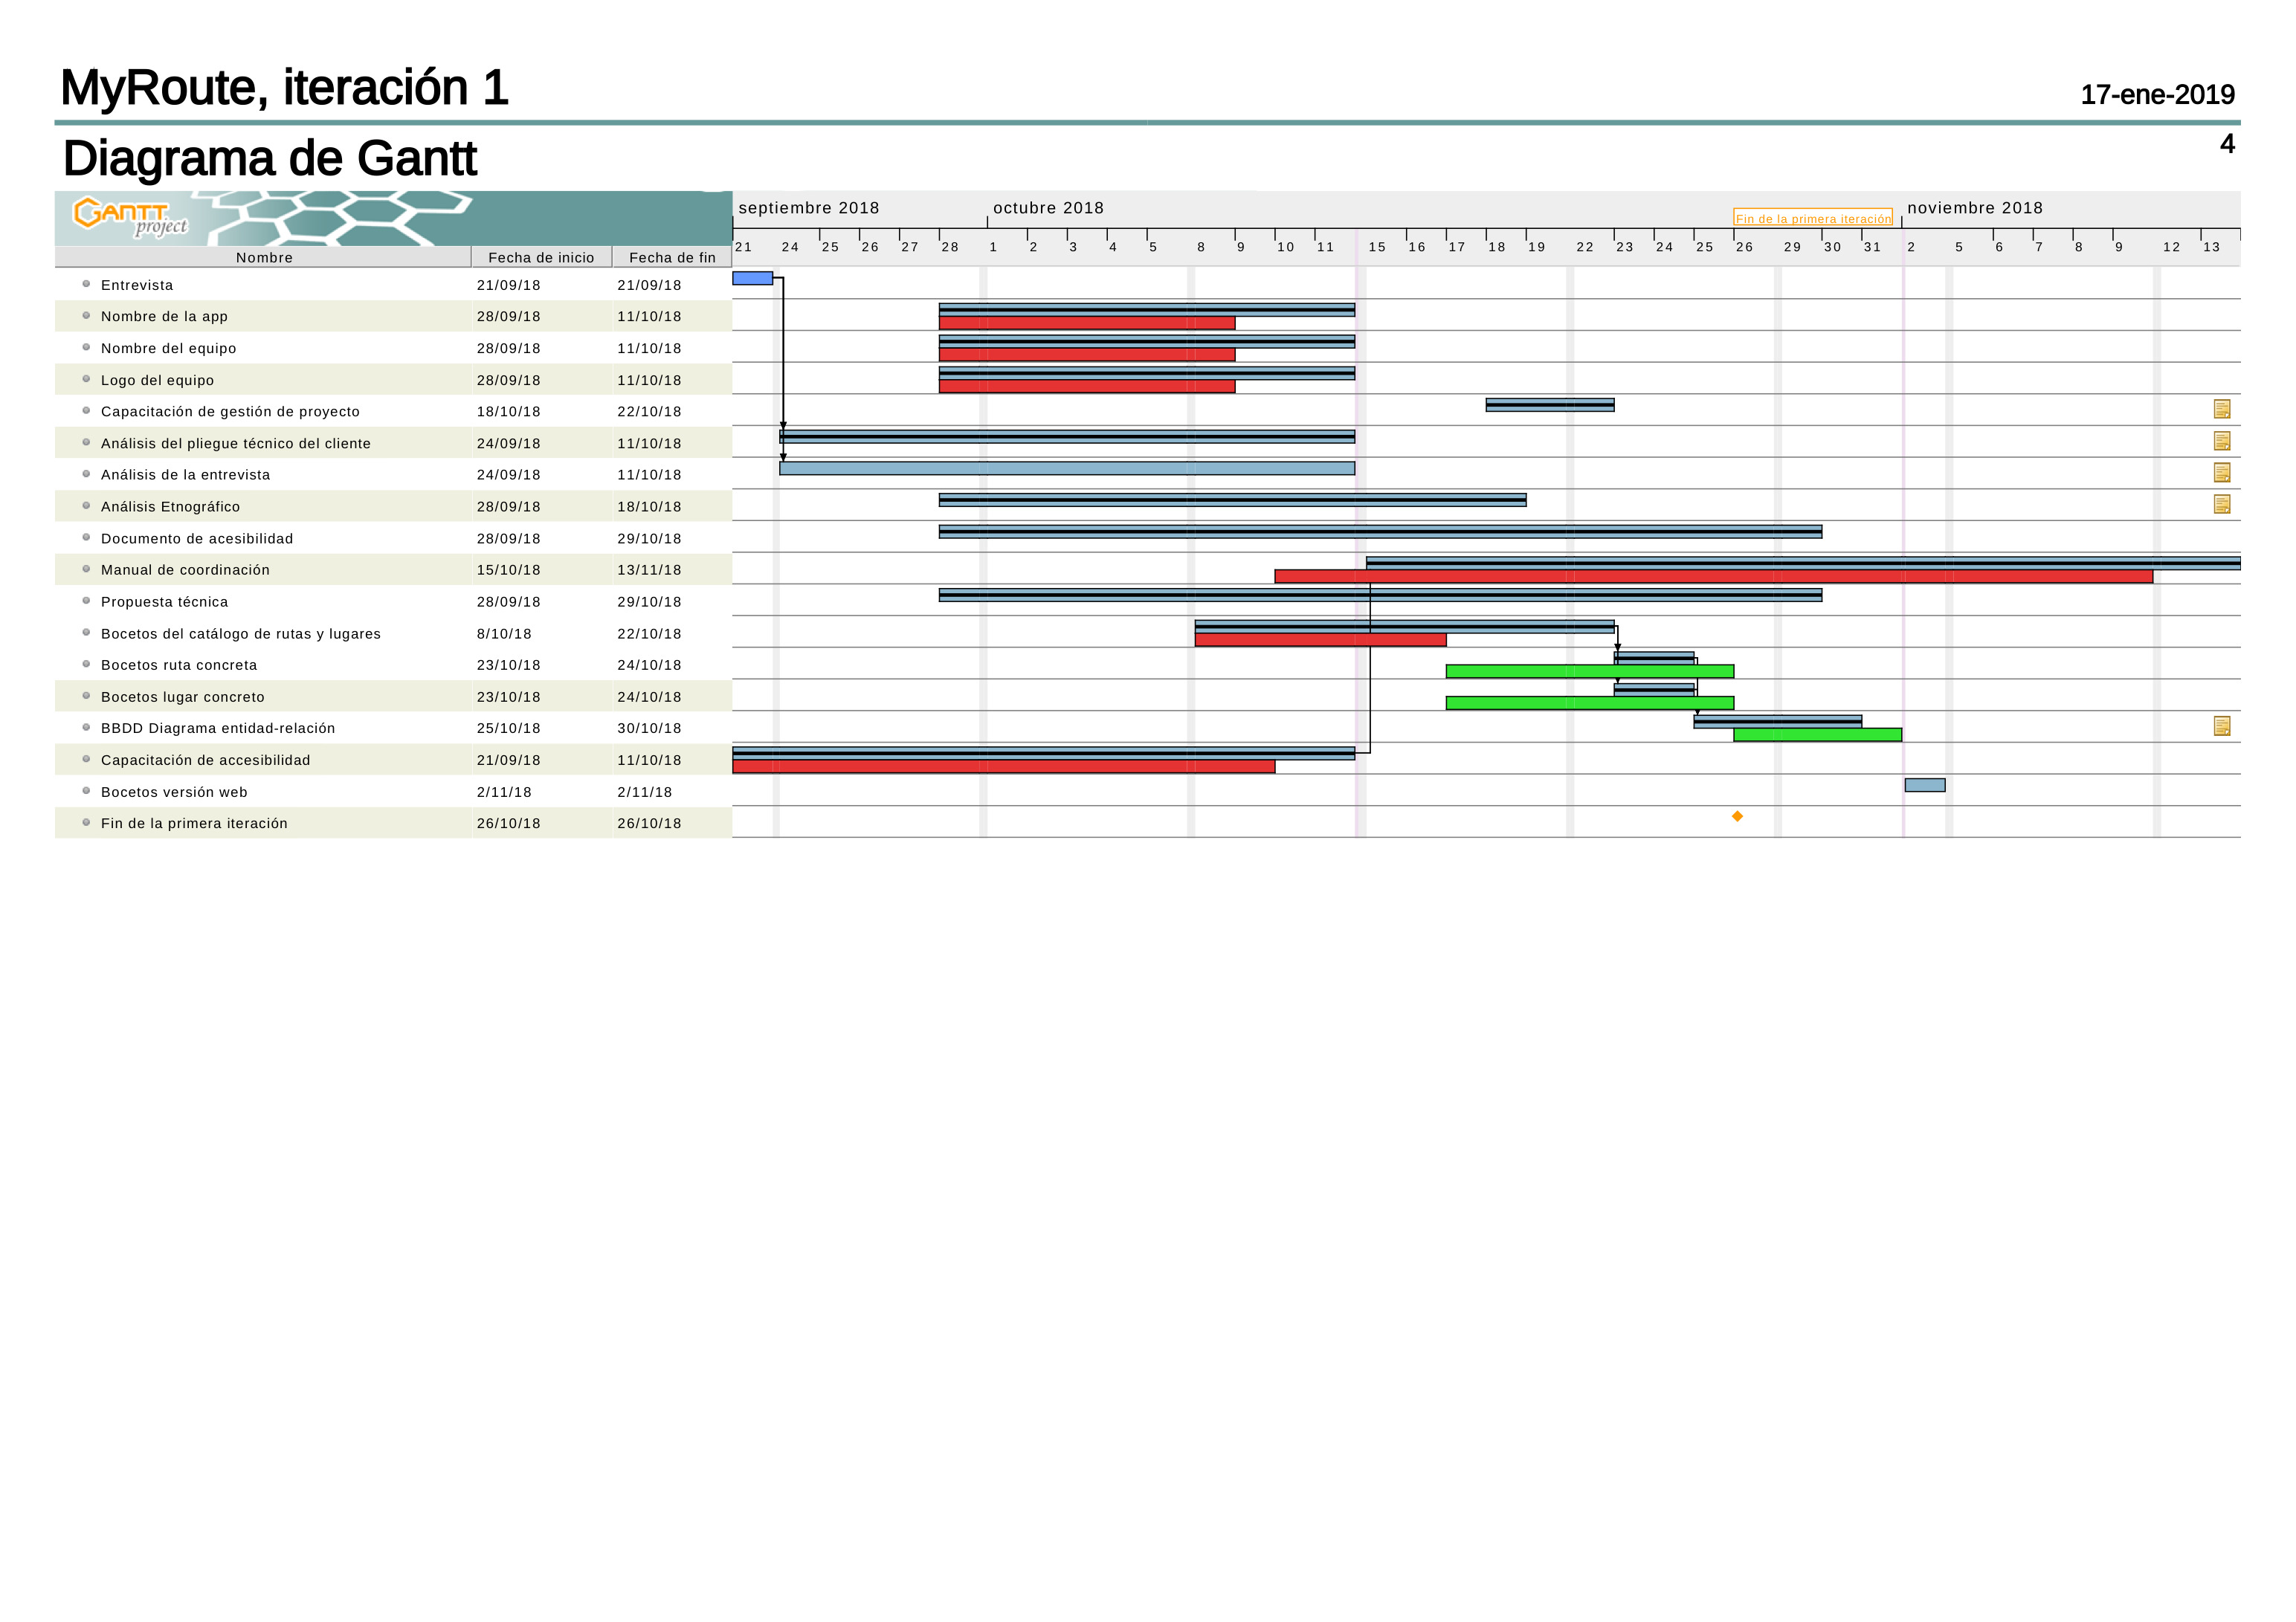 MyRoute, iteración 1
17-ene-2019
Diagrama de Gantt
4
GANTT project
septiembre 2018 octubre 2018 Fin de la primera iteración noviembre 2018
21 24 25 26 27 28 1 2 3 4 5 8 9 10 11 15 16 17 18 19 22 23 24 25 26 29 30 31 2 5 6 7 8 9 12 13
Nombre Fecha de inicio Fecha de fin
Entrevista 21/09/18 21/09/18
Nombre de la app 28/09/18 11/10/18
Nombre del equipo 28/09/18 11/10/18
Logo del equipo 28/09/18 11/10/18
Capacitación de gestión de proyecto 18/10/18 22/10/18
Análisis del pliegue técnico del cliente 24/09/18 11/10/18
Análisis de la entrevista 24/09/18 11/10/18
Análisis Etnográfico 28/09/18 18/10/18
Documento de acesibilidad 28/09/18 29/10/18
Manual de coordinación 15/10/18 13/11/18
Propuesta técnica 28/09/18 29/10/18
Bocetos del catálogo de rutas y lugares 8/10/18 22/10/18
Bocetos ruta concreta 23/10/18 24/10/18
Bocetos lugar concreto 23/10/18 24/10/18
BBDD Diagrama entidad-relación 25/10/18 30/10/18
Capacitación de accesibilidad 21/09/18 11/10/18
Bocetos versión web 2/11/18 2/11/18
Fin de la primera iteración 26/10/18 26/10/18